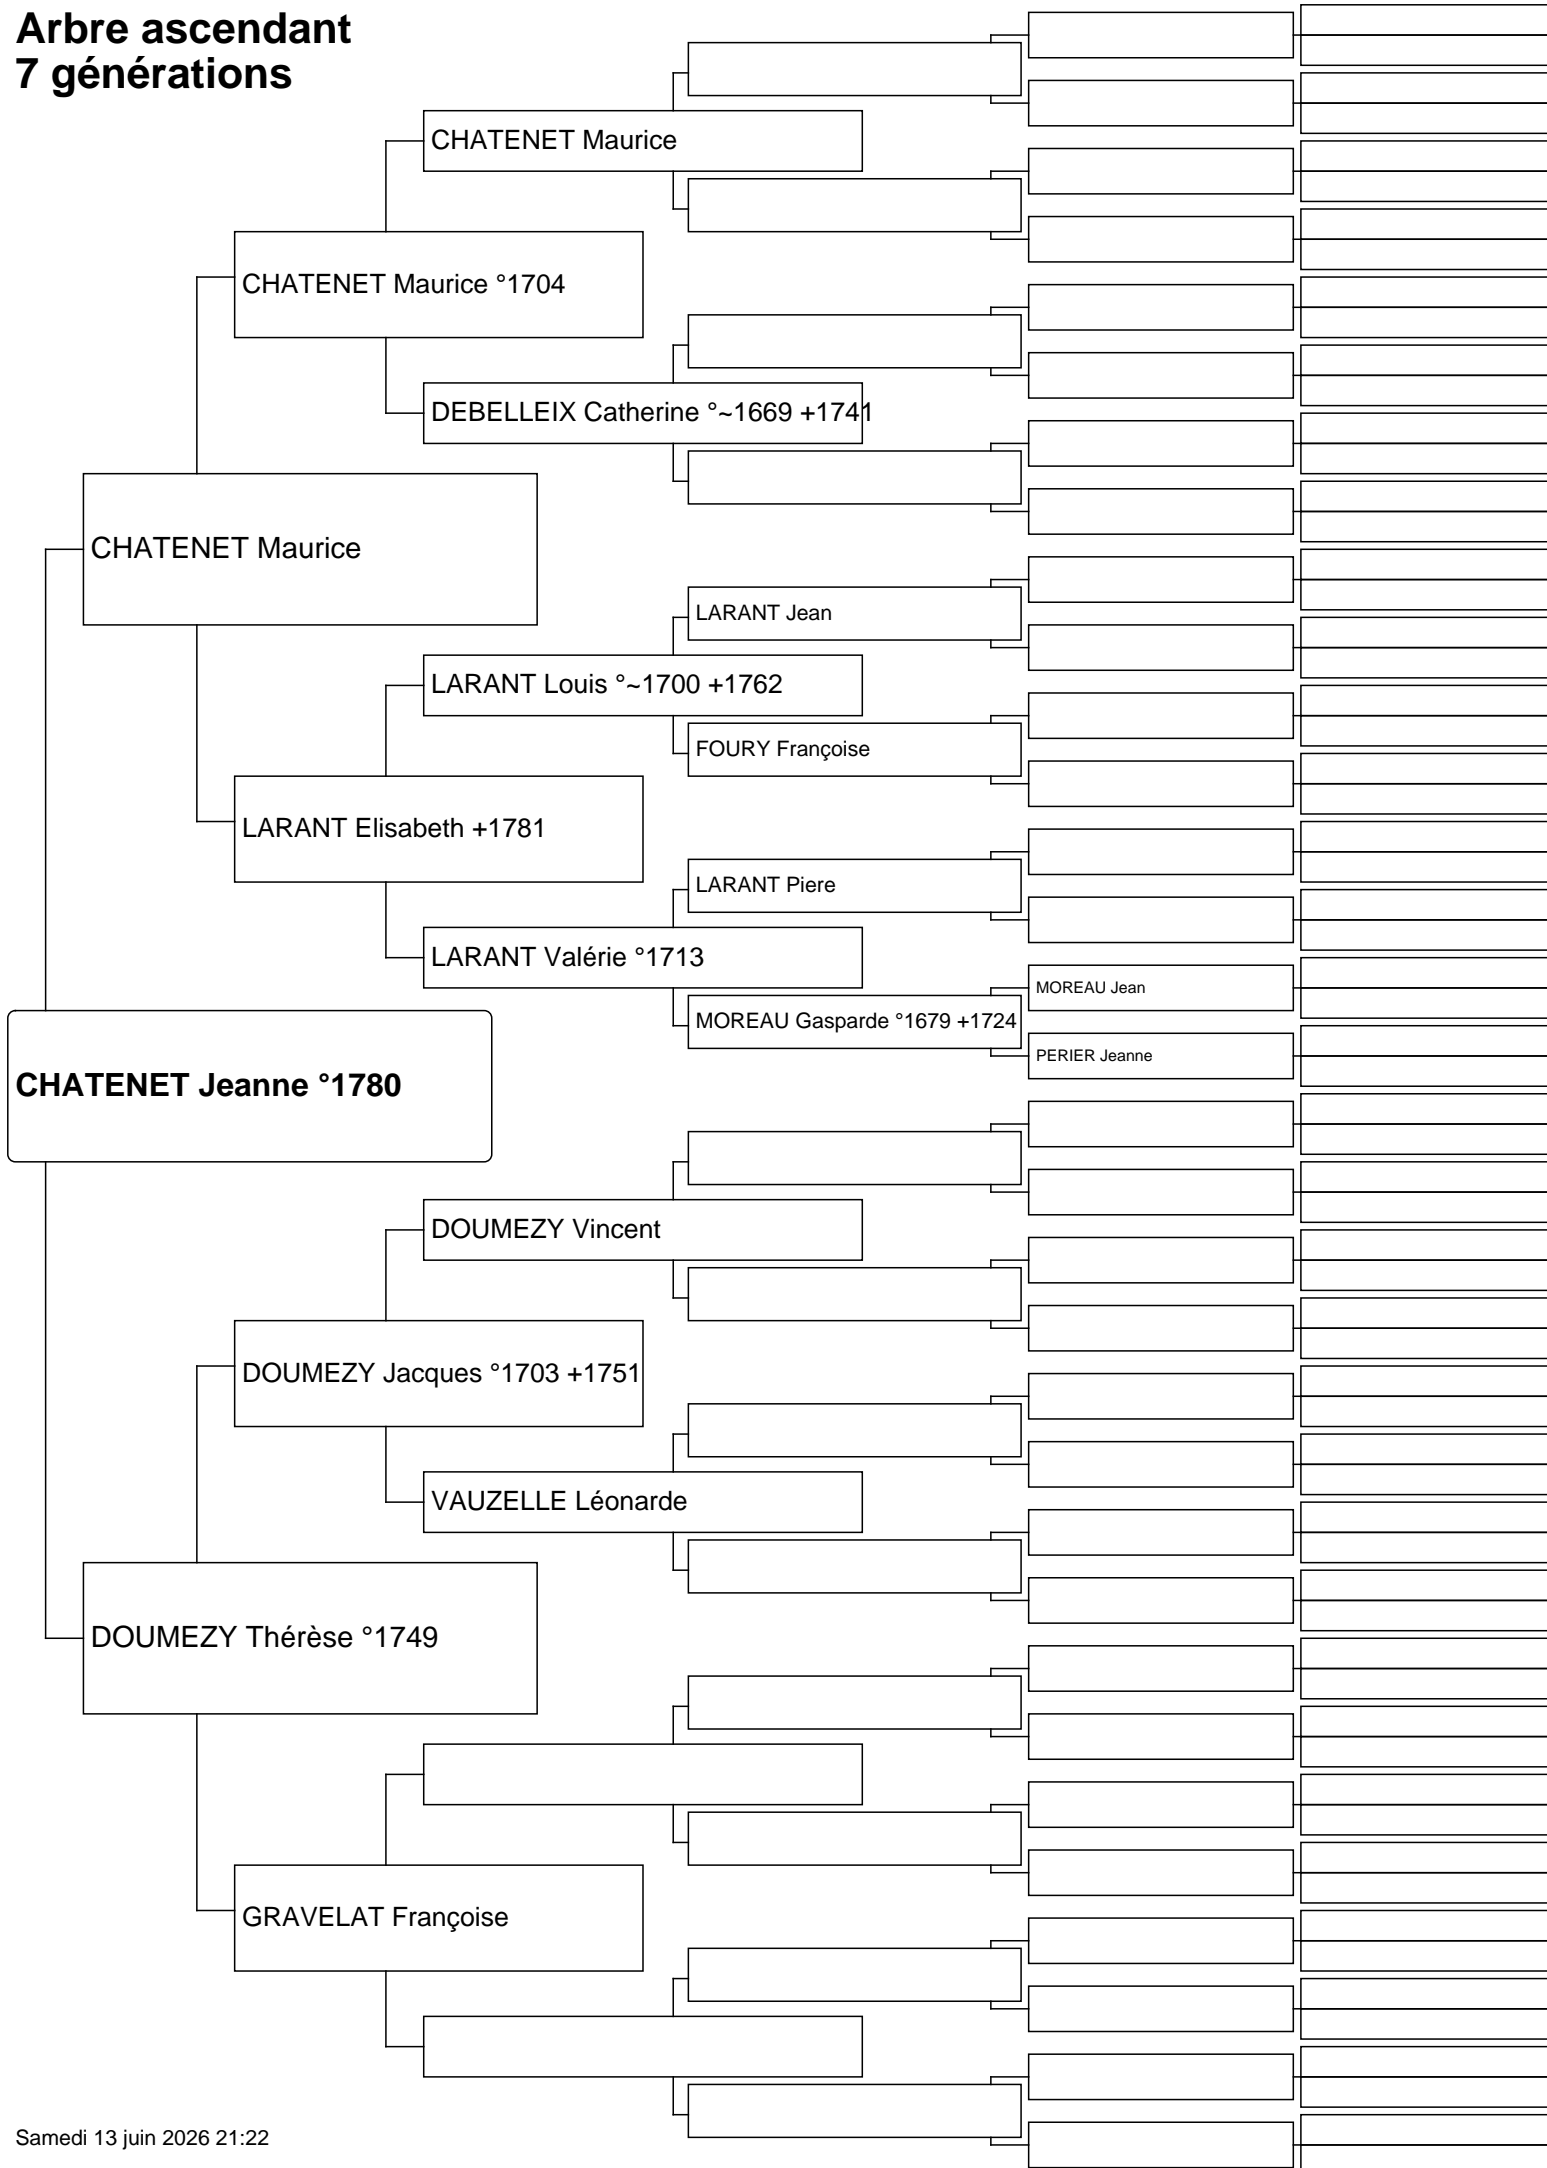 Arbre ascendant
7 générations
CHATENET Maurice
CHATENET Maurice °1704
DEBELLEIX Catherine °~1669 +1741
CHATENET Maurice
LARANT Jean
LARANT Louis °~1700 +1762
FOURY Françoise
LARANT Elisabeth +1781
LARANT Piere
LARANT Valérie °1713
MOREAU Jean
MOREAU Gasparde °1679 +1724
PERIER Jeanne
CHATENET Jeanne °1780
DOUMEZY Vincent
DOUMEZY Jacques °1703 +1751
VAUZELLE Léonarde
DOUMEZY Thérèse °1749
GRAVELAT Françoise
Samedi 13 juin 2026 21:22